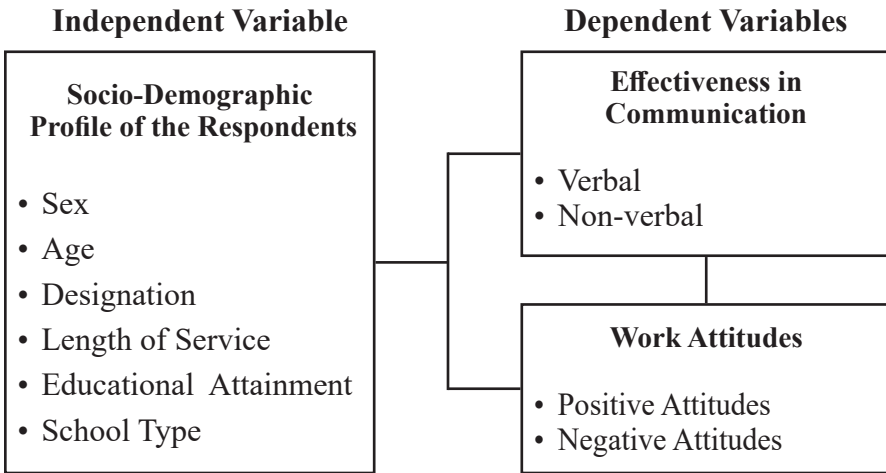 Independent Variable
Socio-Demographic
Profile of the Respondents
• Sex
• Age
• Designation
• Length of Service
• Educational Attainment
• School Type
Dependent Variables
Effectiveness in
Communication
• Verbal
• Non-verbal
Work Attitudes
• Positive Attitudes
• Negative Attitudes